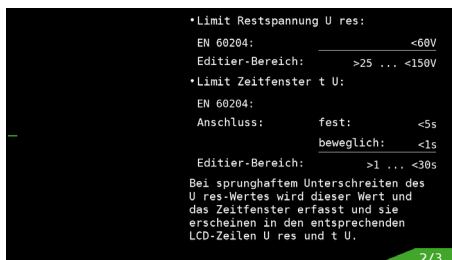 •Limit Restspannung U res:
EN 60204: <60V
Editier-Bereich: >25 ... <150V
•Limit Zeitfenster t U:
EN 60204:
Anschluss: fest: <5s
beweglich: <1s
Editier-Bereich: >1 ... <30s
Bei sprunghaftem Unterschreiten des
U res-Wertes wird dieser Wert und
das Zeitfenster erfasst und sie
erscheinen in den entsprechenden
LCD-Zeilen U res und t U.
2/3